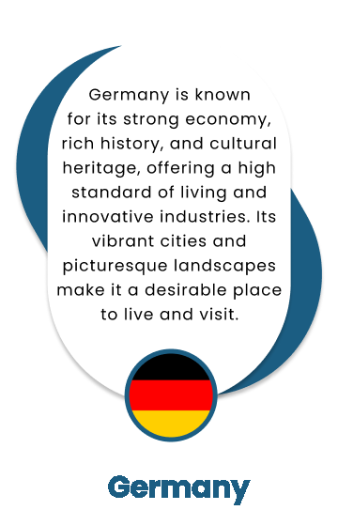 Germany is known
for its strong economy,
rich history, and cultural
heritage, offering a high
standard of living and
innovative industries. Its
vibrant cities and
picturesque landscapes
make it a desirable place
to live and visit.
Germany